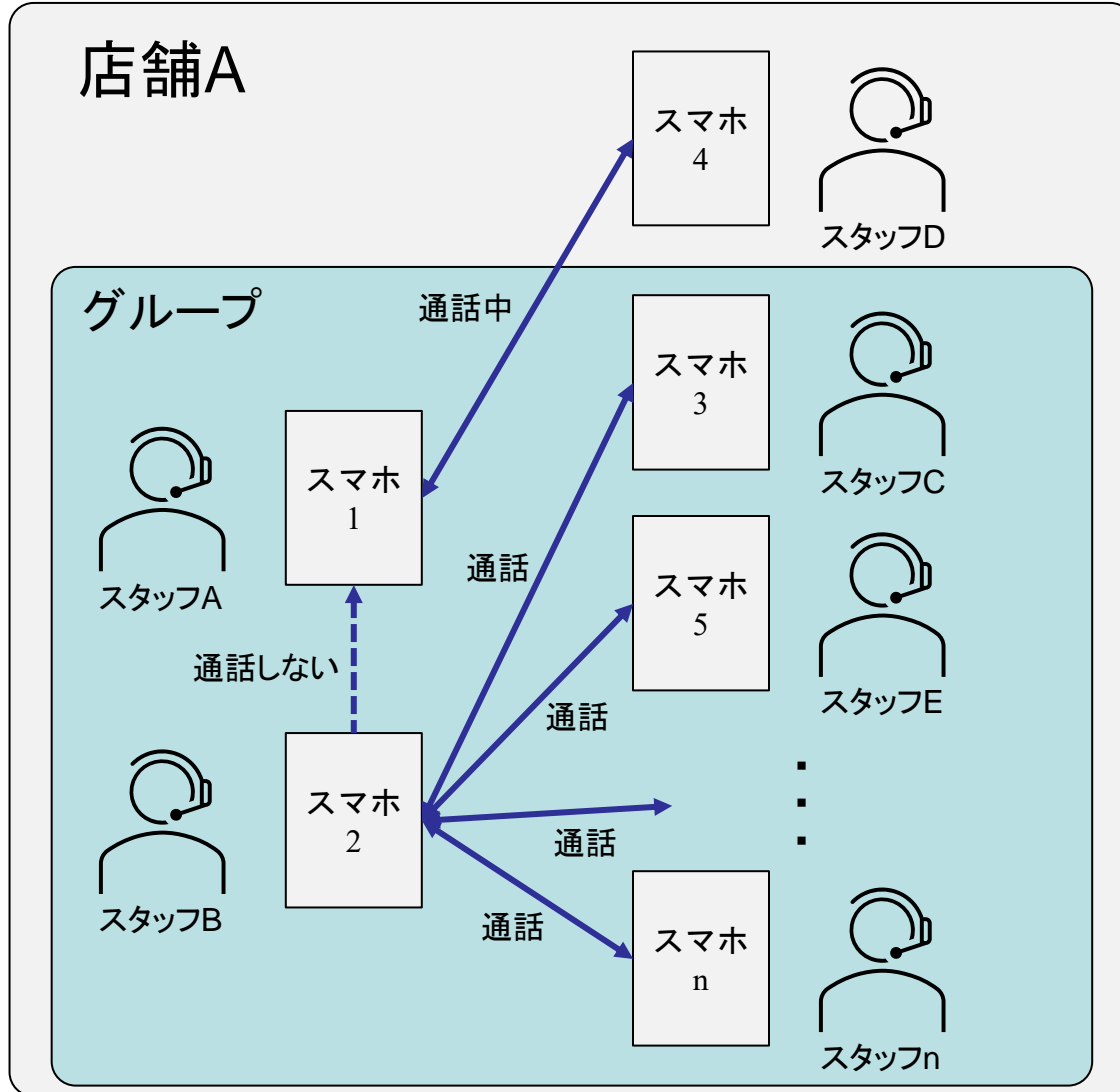 店舗A
スマホ
4
スタッフD
グループ
通話中
スマホ
3
スタッフC
スマホ
1
スタッフA
通話
スマホ
5
スタッフE
通話しない
通話
スマホ
2
スタッフB
通話
通話
スマホ
n
スタッフn